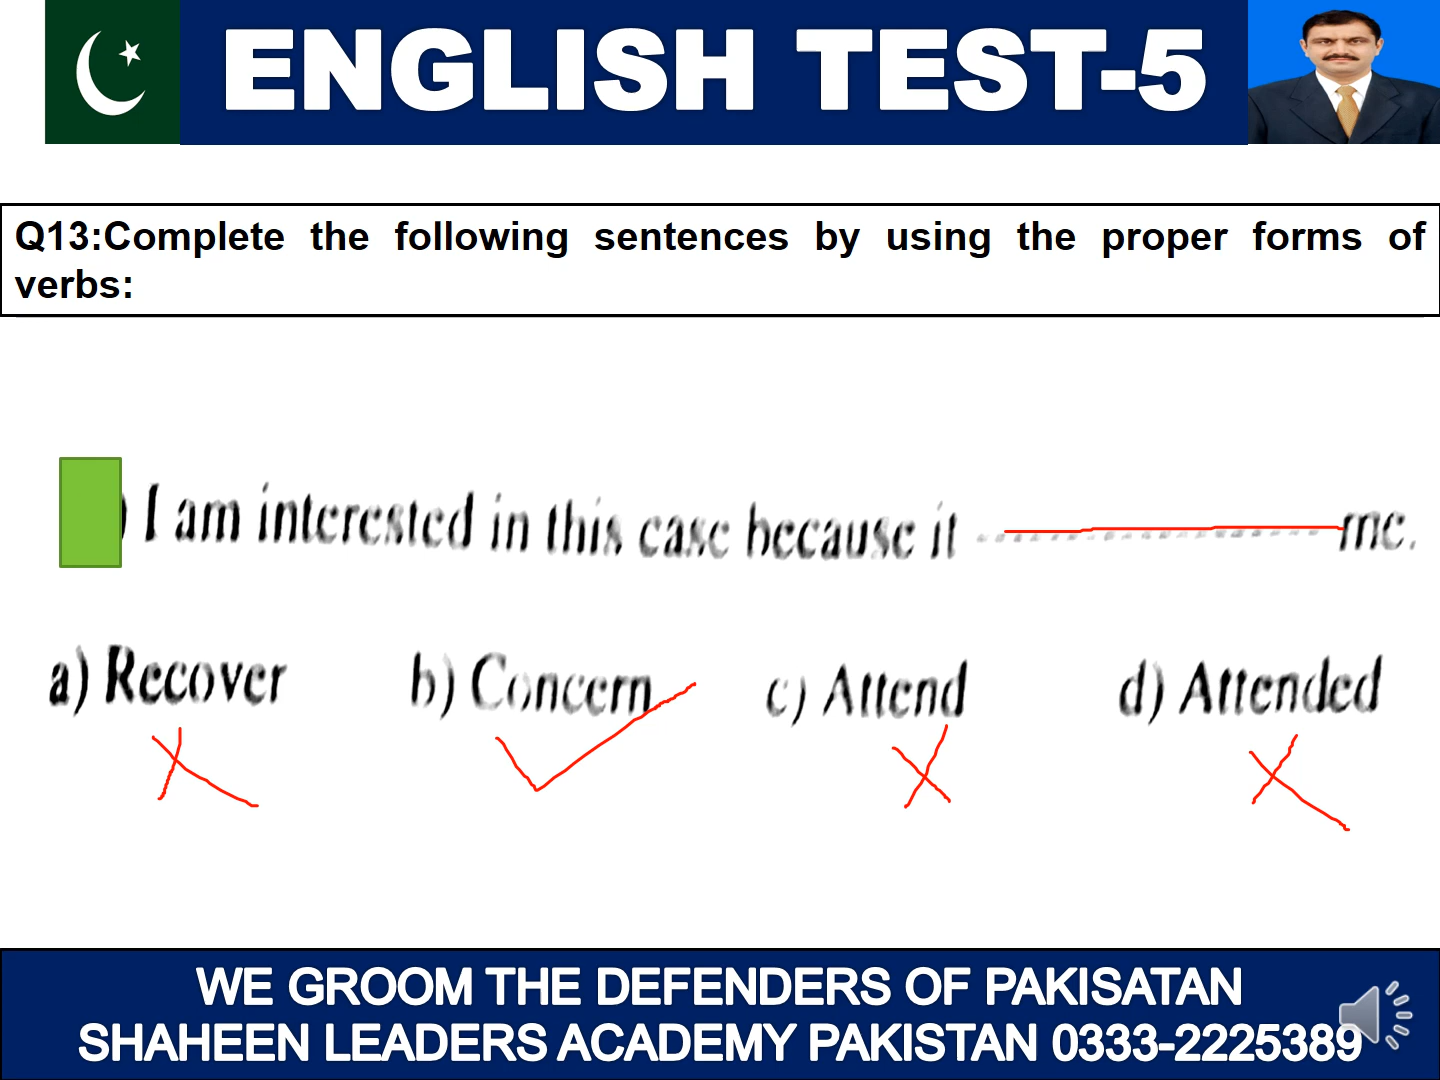 ENGLISH TEST-5
Q13:Complete the following sentences by using the proper forms of
verbs:
) I am interested in this case because it ------------------------ me.
a) Recover b) Concern c) Attend d) Attended
WE GROOM THE DEFENDERS OF PAKISATAN
SHAHEEN LEADERS ACADEMY PAKISTAN 0333-2225389